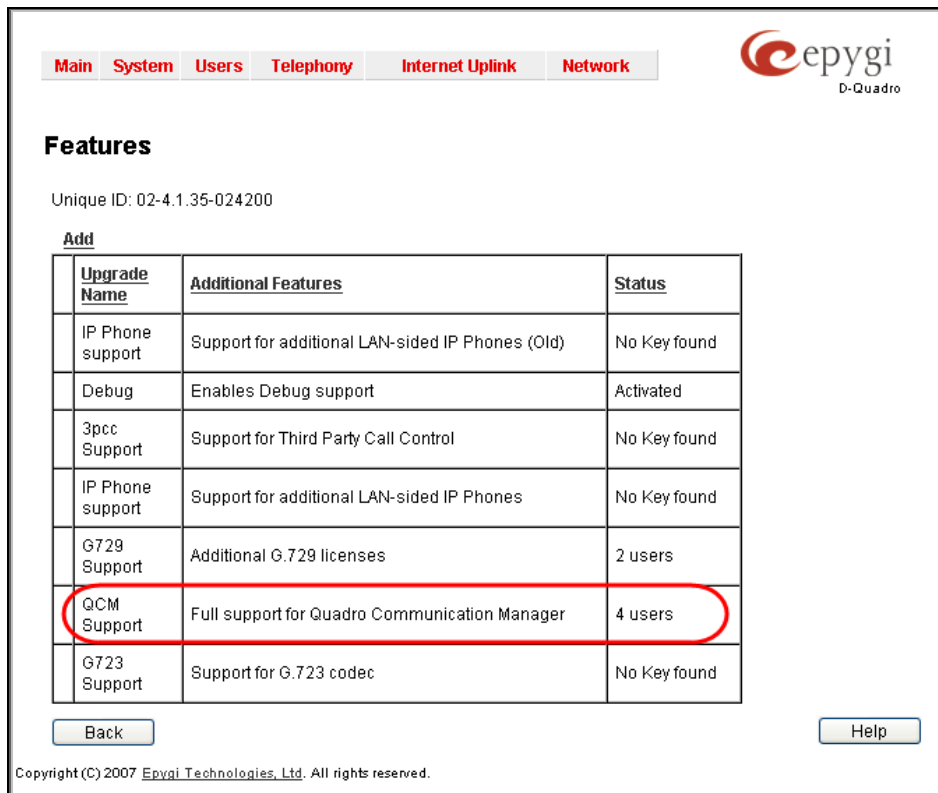 Main System Users Telephony Internet Uplink Network
epygi
D-Quadro
Features
Unique ID: 02-4.1.35-024200
Add
Upgrade Name Additional Features Status
IP Phone support Support for additional LAN-sided IP Phones (Old) No Key found
Debug Enables Debug support Activated
3pcc Support Support for Third Party Call Control No Key found
IP Phone support Support for additional LAN-sided IP Phones No Key found
G729 Support Additional G.729 licenses 2 users
QCM Support Full support for Quadro Communication Manager 4 users
G723 Support Support for G.723 codec No Key found
Back Help
Copyright (C) 2007 Epygi Technologies, Ltd. All rights reserved.